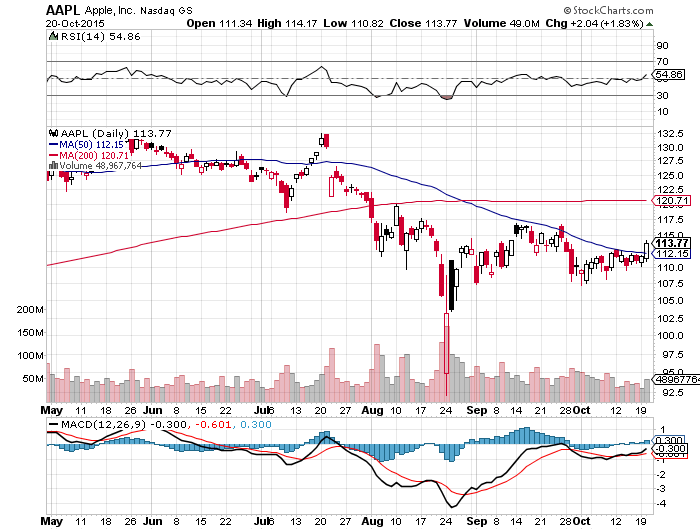 AAPL Apple, Inc. Nasdaq GS © StockCharts.com
20-Oct-2015 Open 111.34 High 114.17 Low 110.82 Close 113.77 Volume 49.0M Chg +2.04 (+1.83%)
RSI(14) 54.86
90
70
54.86
50
30
10
AAPL (Daily) 113.77
MA(50) 112.15
MA(200) 120.71
Volume 48,967,764
132.5
130.0
127.5
125.0
122.5
120.71
120.0
117.5
115.0
113.77
112.15
110.0
107.5
105.0
102.5
100.0
97.5
95.0
92.5
200M
150M
100M
50M
48967764
May 11 18 26 Jun 8 15 22 Jul 6 13 20 27 Aug 10 17 24 Sep 8 14 21 28 Oct 12 19
MACD(12,26,9) -0.300, -0.601, 0.300
1
0.300
-0.300
-0.601
-2
-3
-4
May 11 18 26 Jun 8 15 22 Jul 6 13 20 27 Aug 10 17 24 Sep 8 14 21 28 Oct 12 19